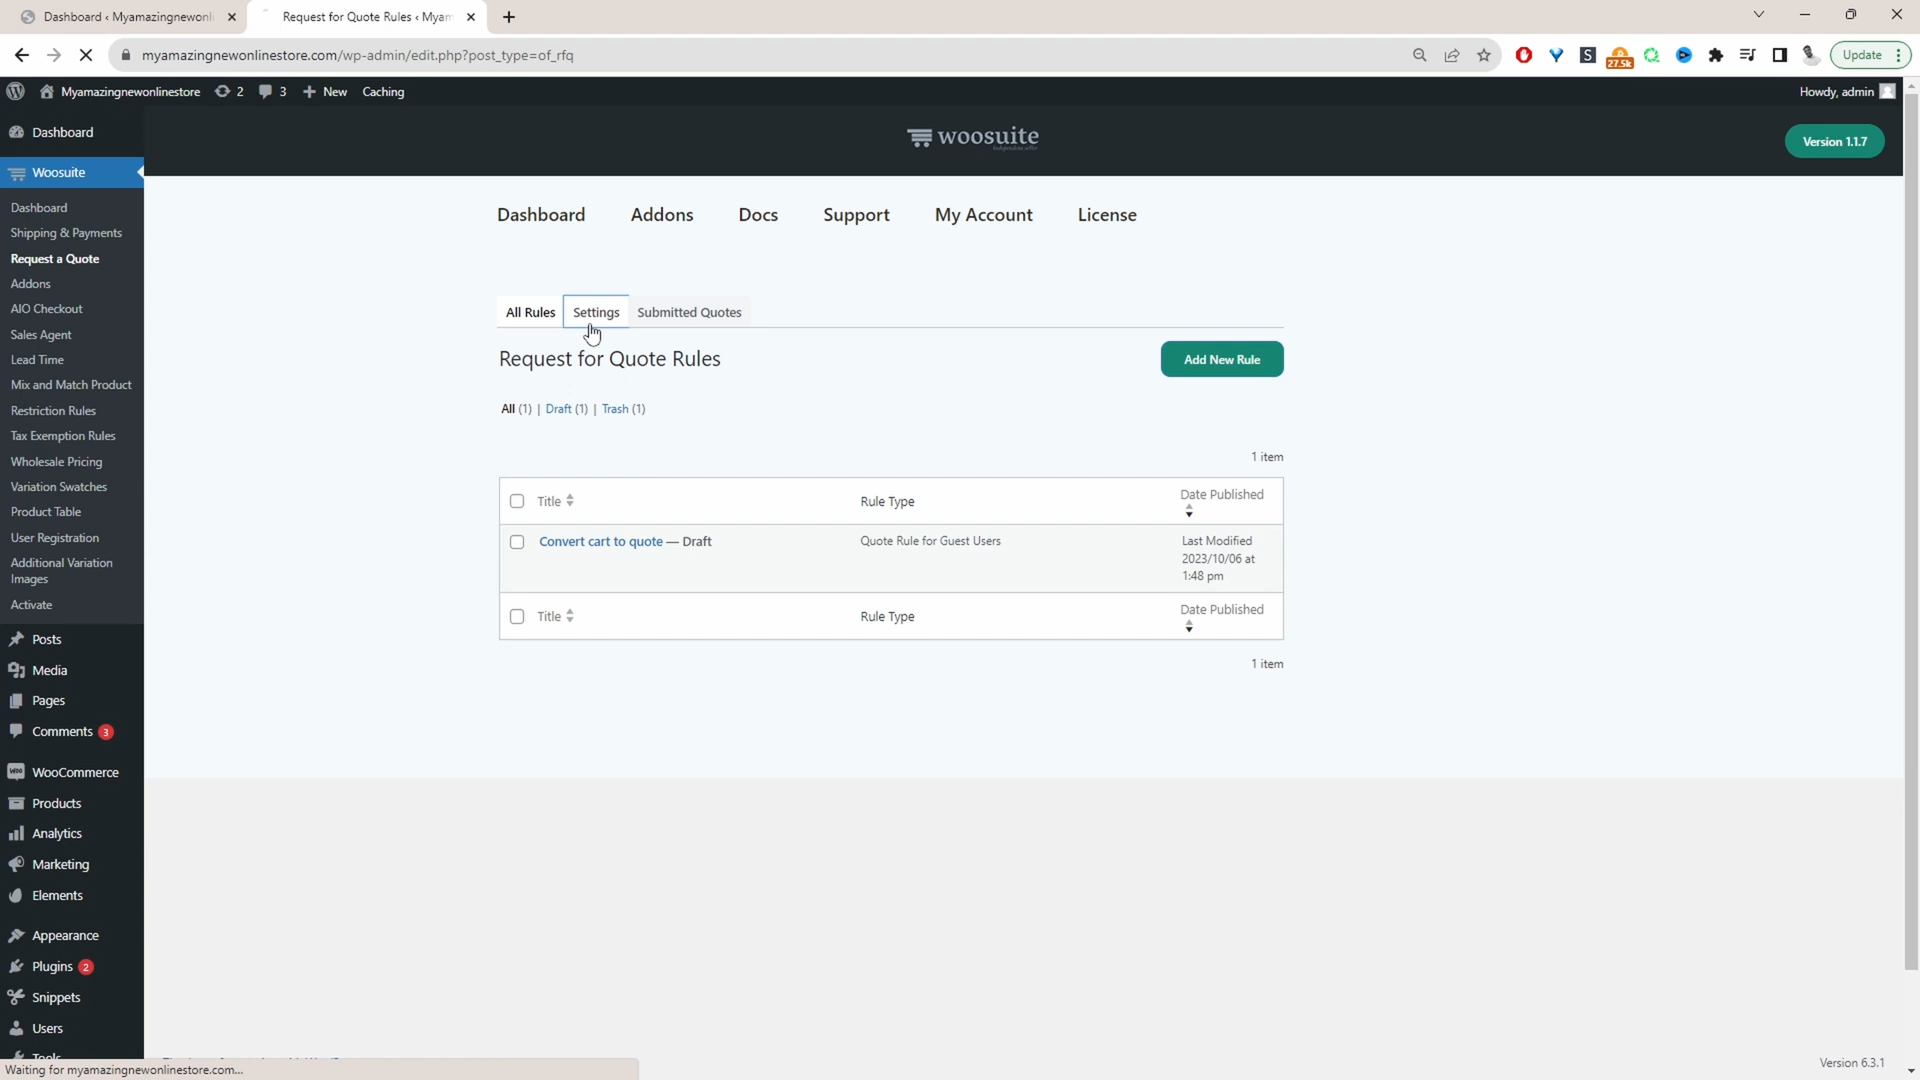 Dashboard ‹ Myamazingnewonli
Request for Quote Rules ‹ Myam
myamazingnewonlinestore.com/wp-admin/edit.php?post_type=of_rfq
S
27.5k
Update
Myamazingnewonlinestore
2
3
New
Caching
Howdy, admin
Dashboard
woosuite
Version 1.1.7
Woosuite
Dashboard
Shipping & Payments
Request a Quote
Addons
AIO Checkout
Sales Agent
Lead Time
Mix and Match Product
Restriction Rules
Tax Exemption Rules
Wholesale Pricing
Variation Swatches
Product Table
User Registration
Additional Variation
Images
Activate
Posts
Media
Pages
Comments 3
WooCommerce
Products
Analytics
Marketing
Elements
Appearance
Plugins 2
Snippets
Users
Tools
Dashboard Addons Docs Support My Account License
All Rules Settings Submitted Quotes
Request for Quote Rules
Add New Rule
All (1) | Draft (1) | Trash (1)
1 item
Title Rule Type Date Published
Convert cart to quote — Draft Quote Rule for Guest Users Last Modified
2023/10/06 at
1:48 pm
Title Rule Type Date Published
1 item
Version 6.3.1
Waiting for myamazingnewonlinestore.com...